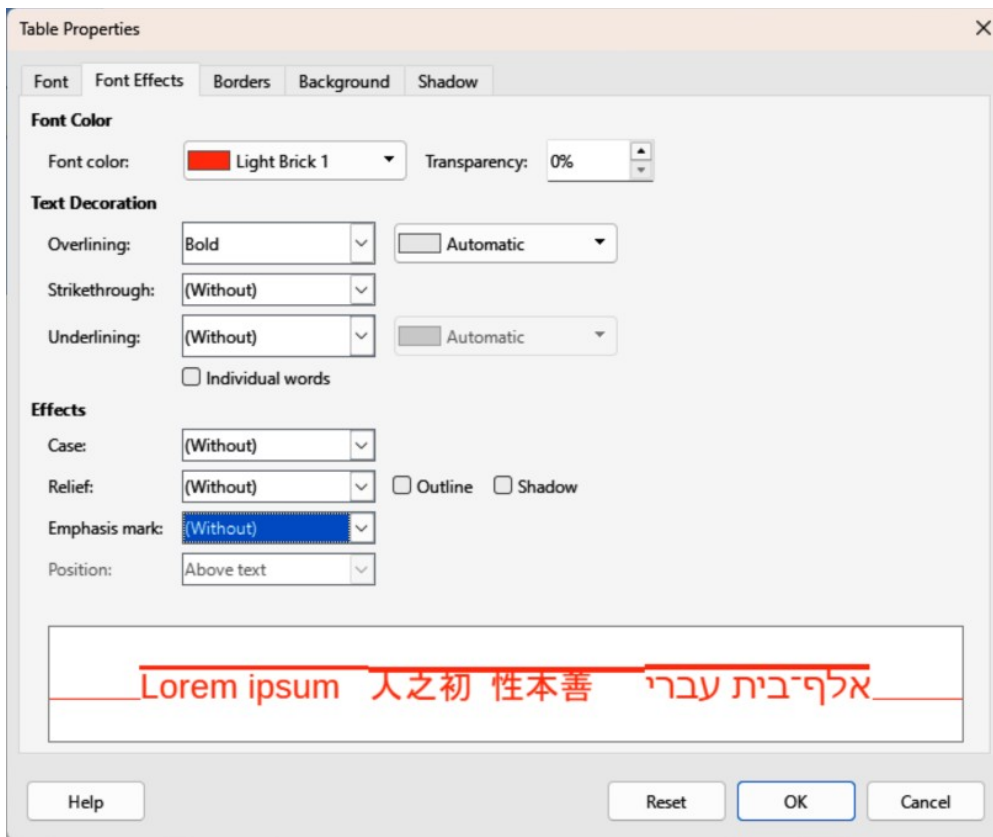 Table Properties
Font Font Effects Borders Background Shadow
Font Color
Font color: Light Brick 1 Transparency: 0%
Text Decoration
Overlining: Bold Automatic
Strikethrough: (Without)
Underlining: (Without) Automatic
Individual words
Effects
Case: (Without)
Relief: (Without) Outline Shadow
Emphasis mark: (Without)
Position: Above text
Lorem ipsum 人之初 性本善 אלף־בית עברי
Help Reset OK Cancel